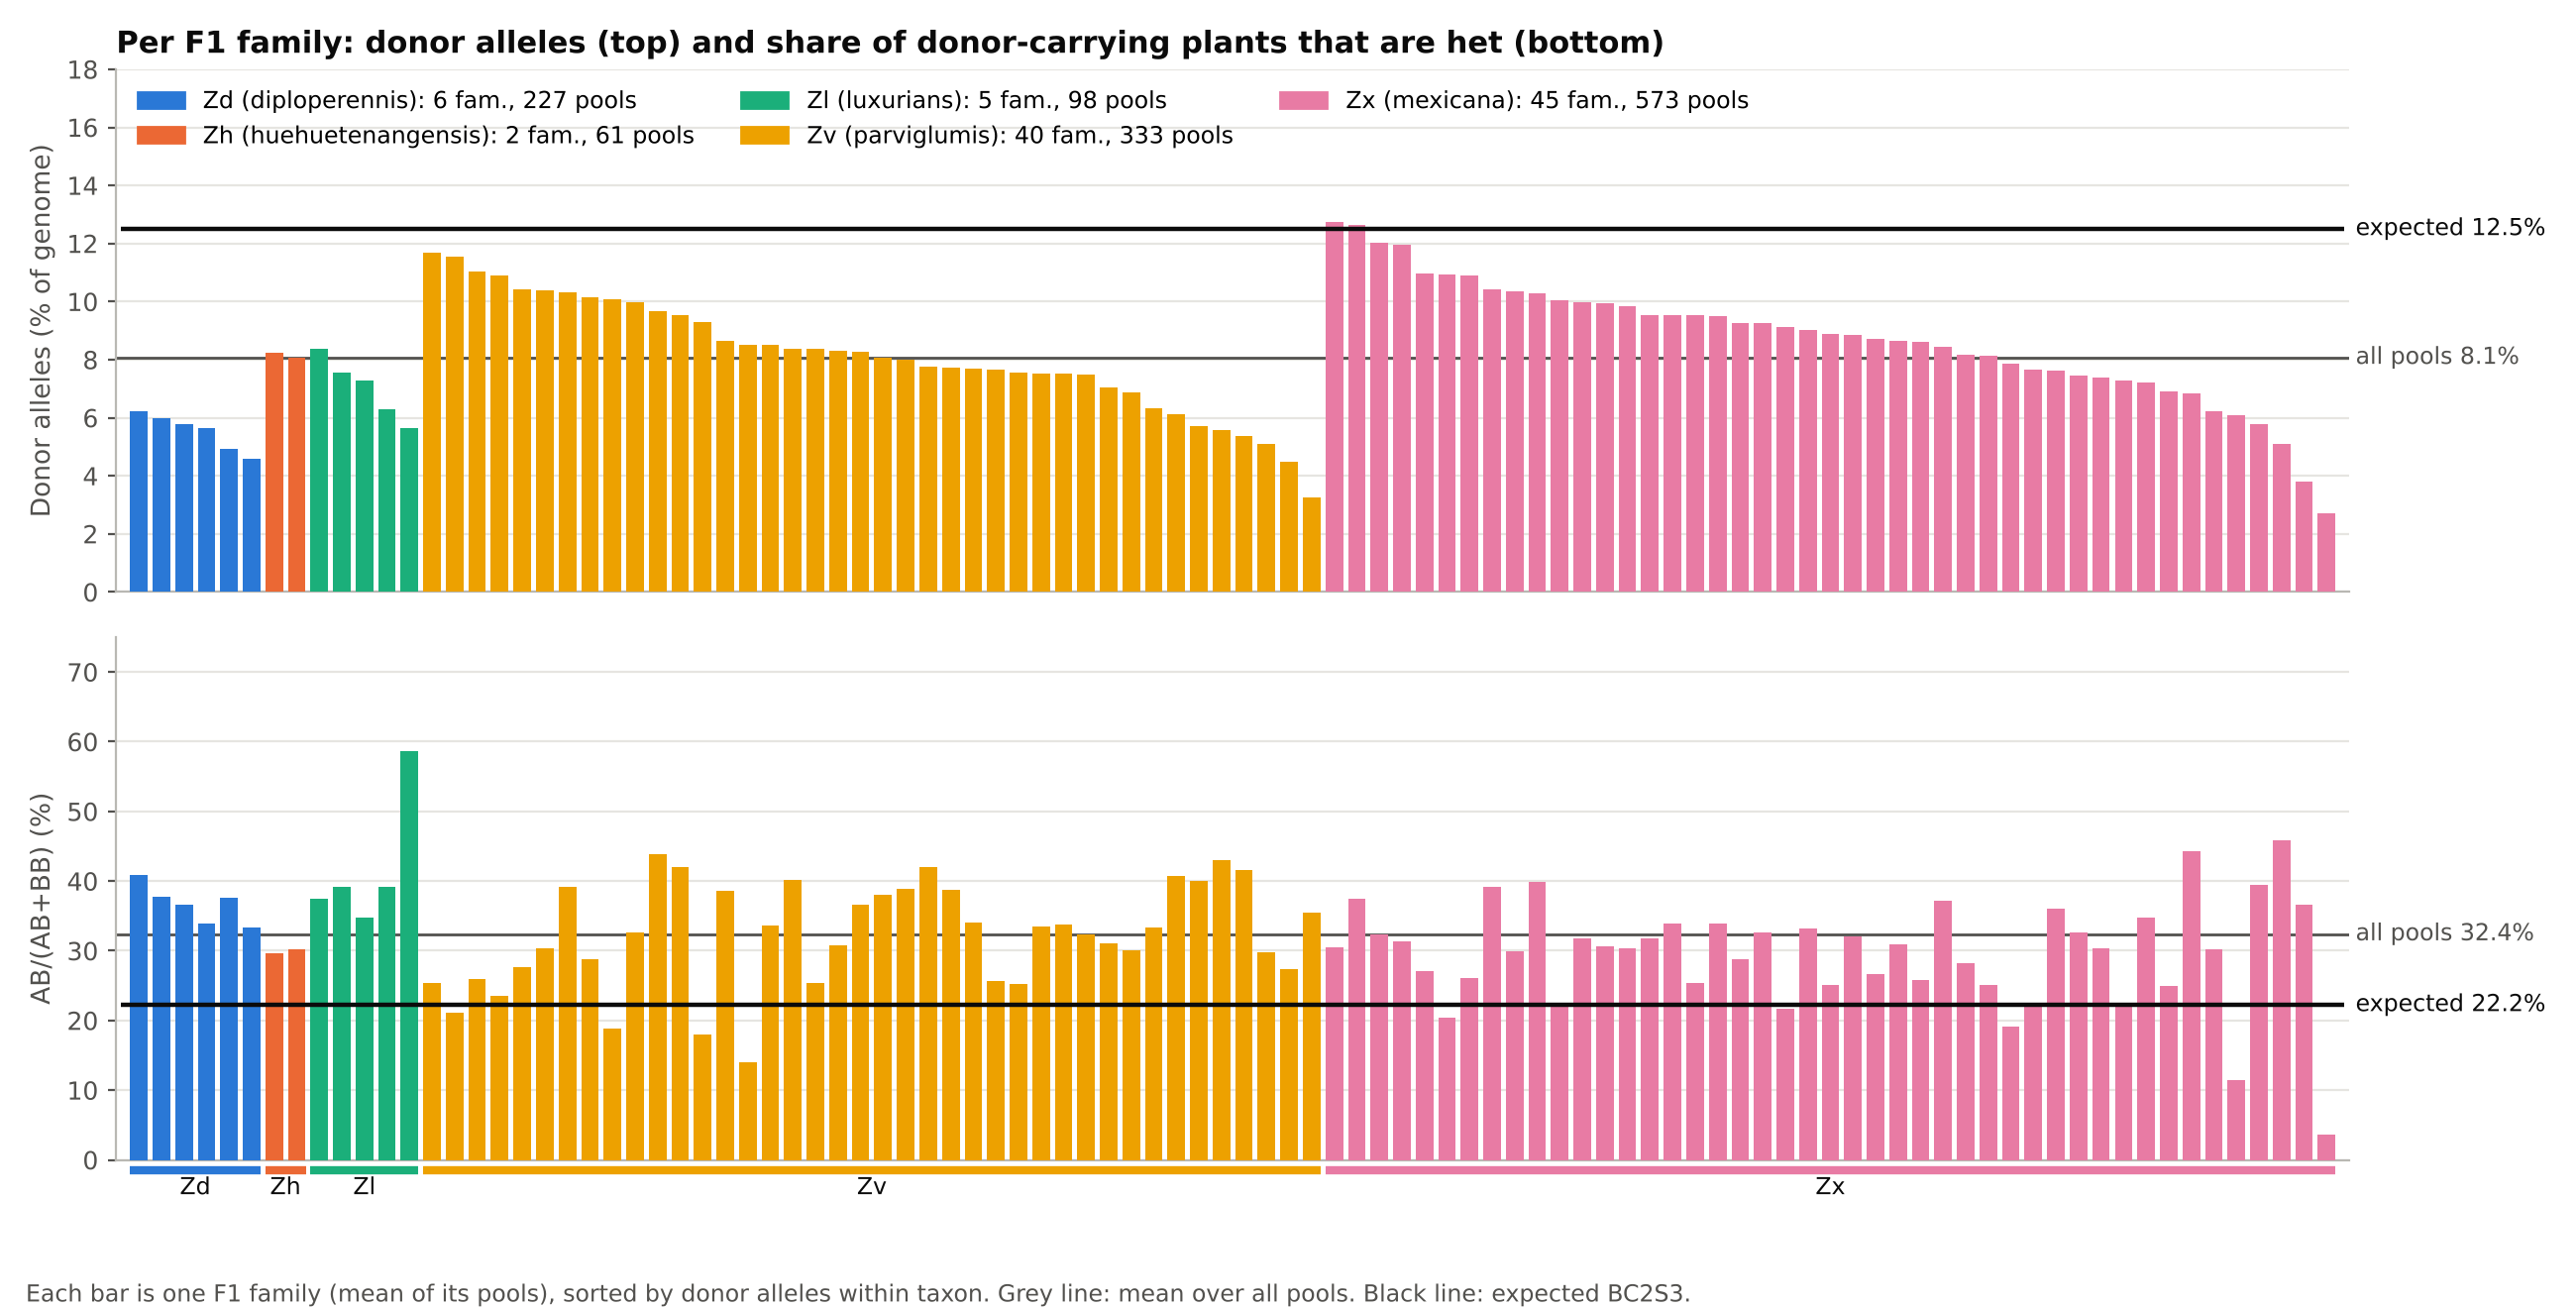 Per F1 family: donor alleles (top) and share of donor-carrying plants that are het (bottom)
Zd (diploperennis): 6 fam., 227 pools
Zh (huehuetenangensis): 2 fam., 61 pools
Zl (luxurians): 5 fam., 98 pools
Zv (parviglumis): 40 fam., 333 pools
Zx (mexicana): 45 fam., 573 pools
Donor alleles (% of genome)
18
16
14
12
10
8
6
4
2
0
expected 12.5%
all pools 8.1%
AB/(AB+BB) (%)
70
60
50
40
30
20
10
0
all pools 32.4%
expected 22.2%
Zd
Zh
Zl
Zv
Zx
Each bar is one F1 family (mean of its pools), sorted by donor alleles within taxon. Grey line: mean over all pools. Black line: expected BC2S3.